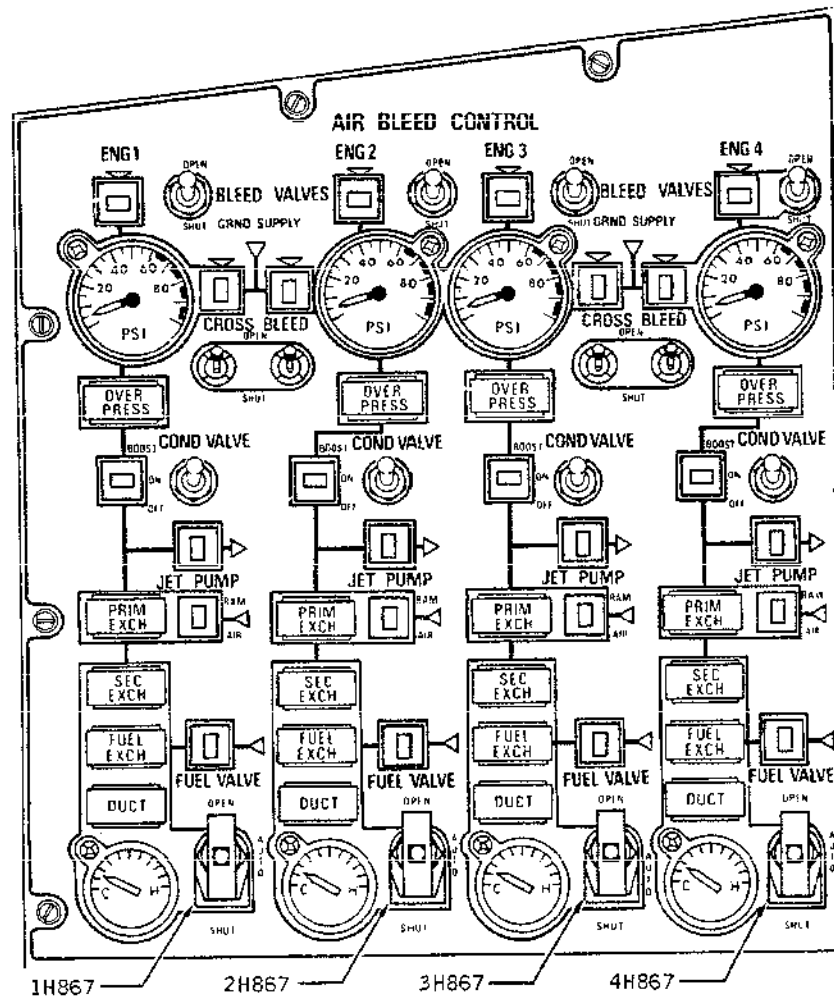 AIR BLEED CONTROL
ENG 1 ENG 2 ENG 3 ENG 4
OPEN OPEN OPEN OPEN
BLEED VALVES BLEED VALVES
SHUT GRND SUPPLY SHUT SHUT GRND SUPPLY SHUT
20 40 60 80 20 40 60 80 20 40 60 80 20 40 60 80
PSI PSI PSI PSI
CROSS BLEED CROSS BLEED
OPEN OPEN
SHUT SHUT
OVER PRESS OVER PRESS OVER PRESS OVER PRESS
COND VALVE COND VALVE COND VALVE COND VALVE
BOOST BOOST BOOST BOOST
ON ON ON ON
OFF OFF OFF OFF
JET PUMP JET PUMP JET PUMP JET PUMP
RAM RAM RAM RAM
PRIM EXCH PRIM EXCH PRIM EXCH PRIM EXCH
AIR AIR AIR AIR
SEC EXCH SEC EXCH SEC EXCH SEC EXCH
FUEL EXCH FUEL EXCH FUEL EXCH FUEL EXCH
FUEL VALVE FUEL VALVE FUEL VALVE FUEL VALVE
DUCT DUCT DUCT DUCT
OPEN OPEN OPEN OPEN
AUTO AUTO AUTO AUTO
C H C H C H C H
SHUT SHUT SHUT SHUT
1H867 2H867 3H867 4H867